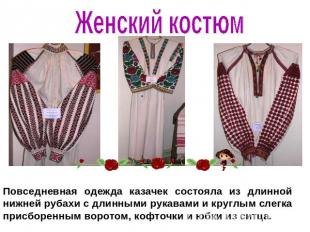 Женский костюм
Повседневная одежда казачек состояла из длинной
нижней рубахи с длинными рукавами и круглым слегка
присборенным воротом, кофточки и юбки из ситца.